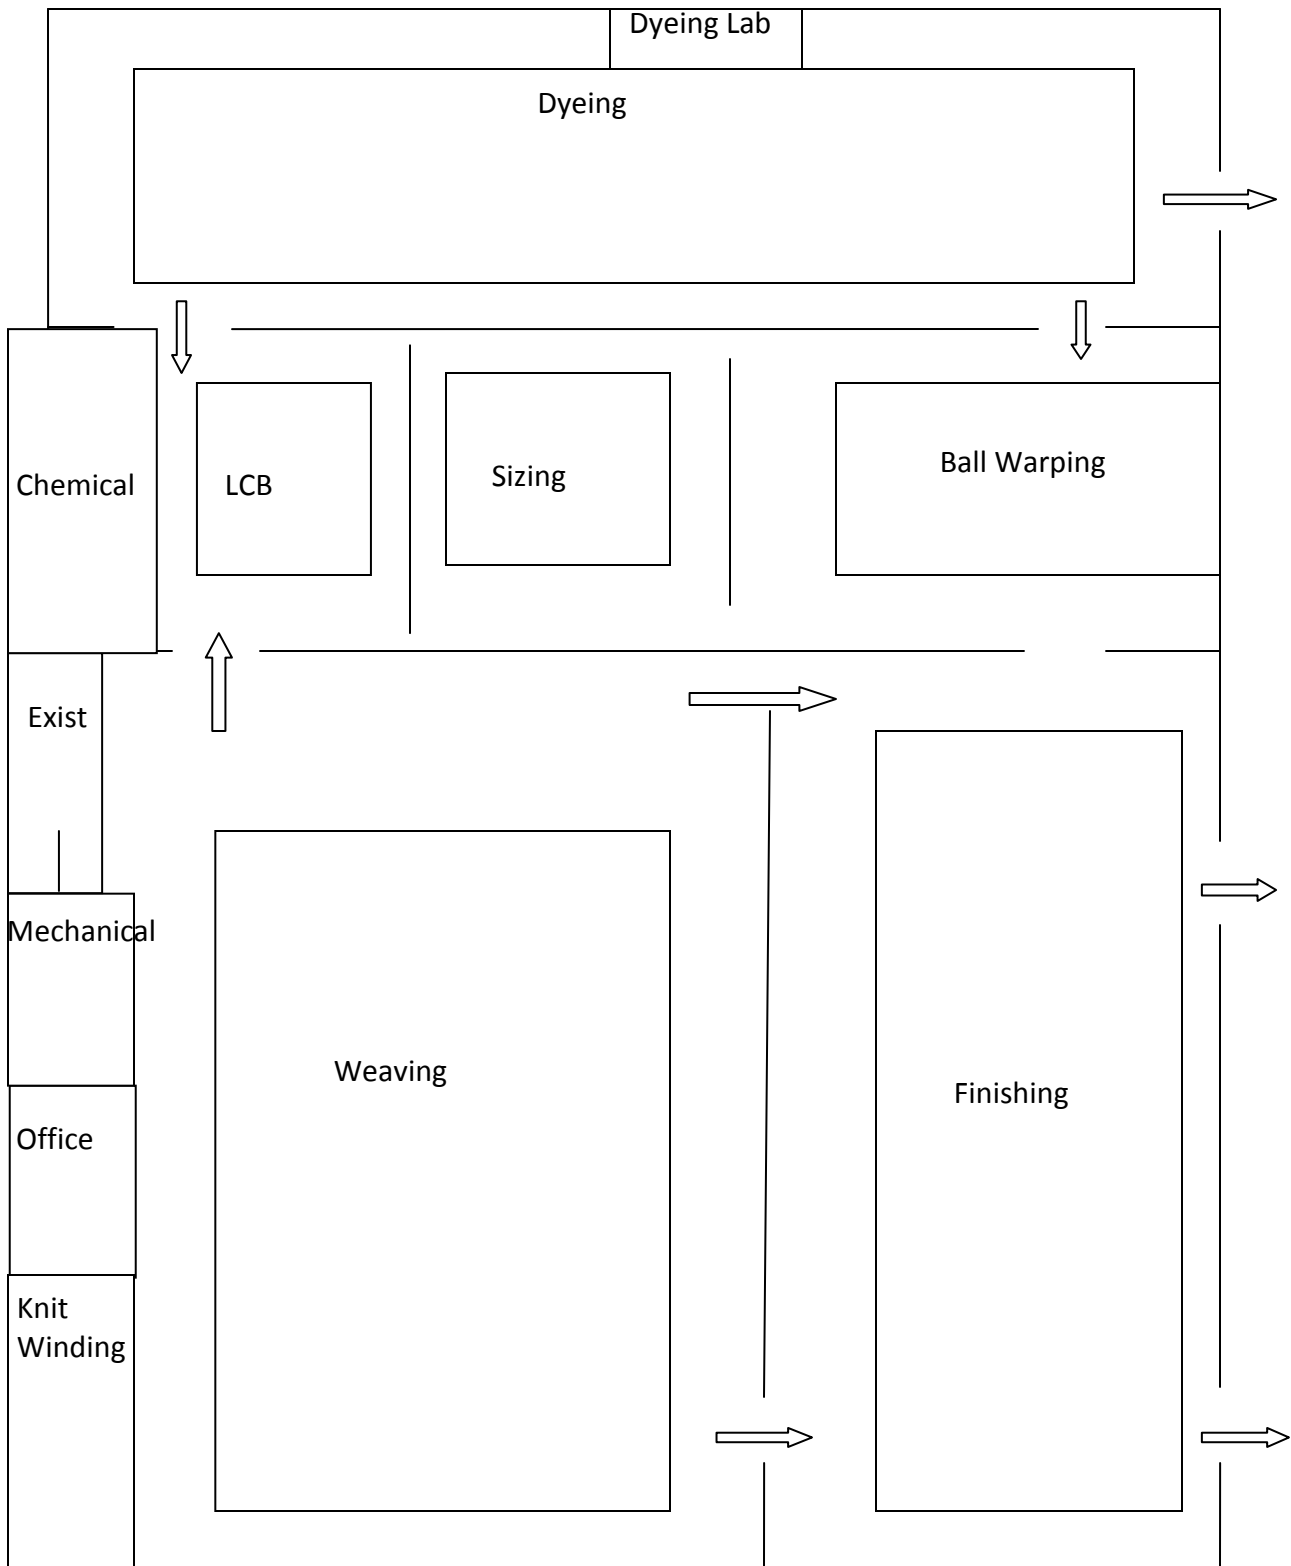 Dyeing Lab
Dyeing
Chemical
LCB
Sizing
Ball Warping
Exist
Mechanical
Weaving
Finishing
Office
Knit
Winding